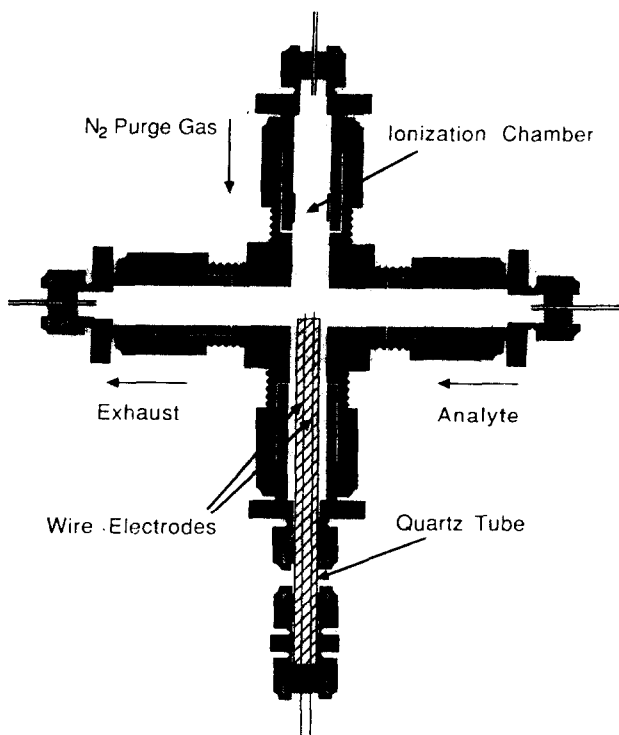 N₂ Purge Gas
Ionization Chamber
Exhaust
Analyte
Wire Electrodes
Quartz Tube